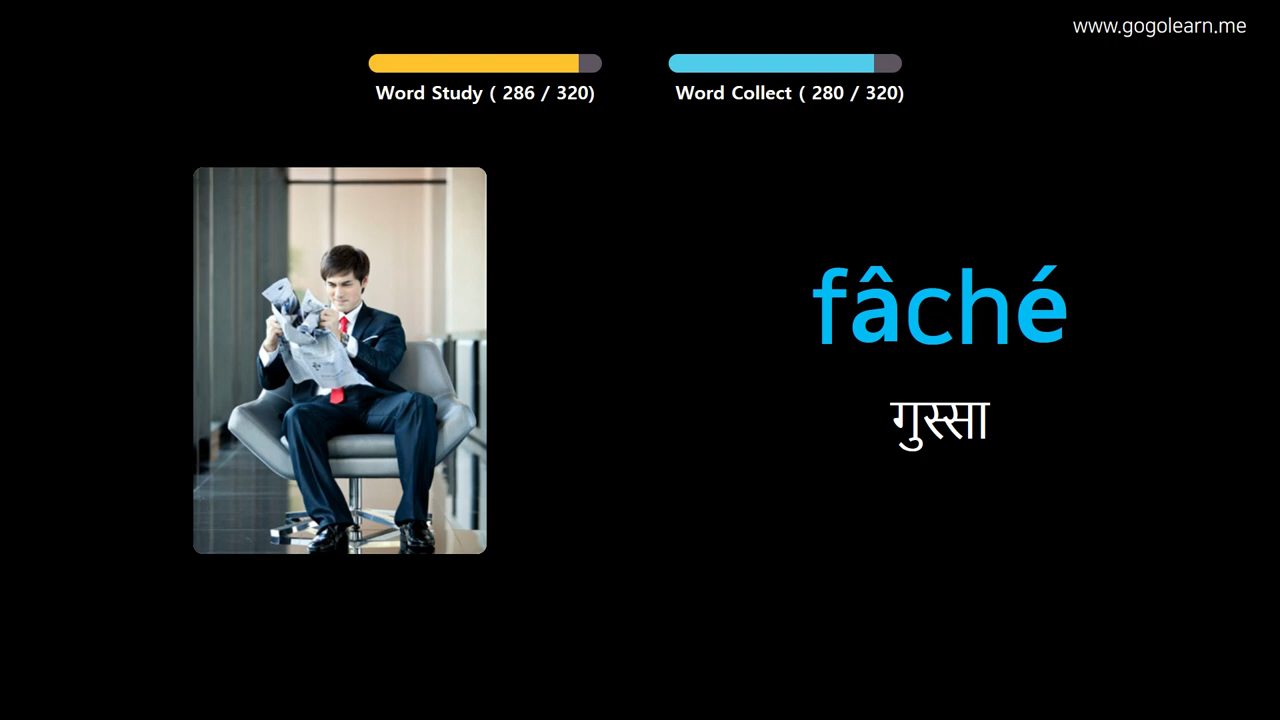 www.gogolearn.me
Word Study ( 286 / 320)
Word Collect ( 280 / 320)
fâché
गुस्सा